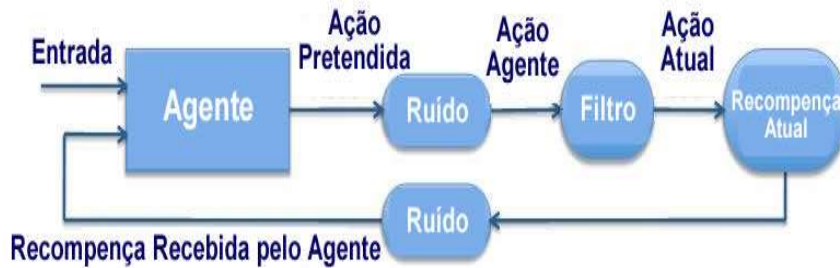 Entrada
Agente
Ação
Pretendida
Ruído
Ação
Agente
Filtro
Ação
Atual
Recompença
Atual
Ruído
Recompença Recebida pelo Agente